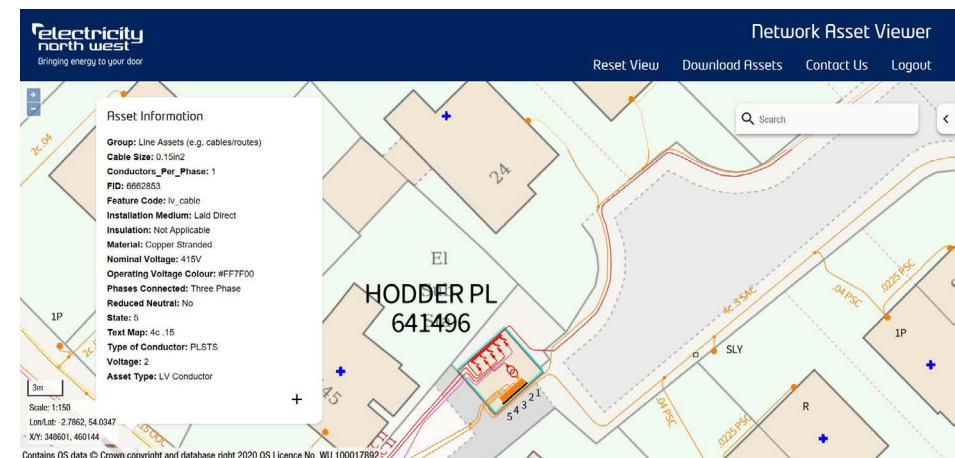 electricity
north west
Bringing energy to your door
Network Asset Viewer
Reset View Download Assets Contact Us Logout
+
−
Asset Information
Group: Line Assets (e.g. cables/routes)
Cable Size: 0.15in2
Conductors_Per_Phase: 1
FID: 6662853
Feature Code: lv_cable
Installation Medium: Laid Direct
Insulation: Not Applicable
Material: Copper Stranded
Nominal Voltage: 415V
Operating Voltage Colour: #FF7F00
Phases Connected: Three Phase
Reduced Neutral: No
State: 5
Text Map: 4c .15
Type of Conductor: PLSTS
Voltage: 2
Asset Type: LV Conductor
+
Search
2c.04
24
El
HODDER PL
641496
4c .3 SAC
.04 PSC
.0225 PSC
1P
1P
SLY
45
5 4 3 2 1
.04 PSC
.0225 PSC
R
3m
Scale: 1:150
Lon/Lat: -2.7862, 54.0347
X/Y: 348601, 460144
Contains OS data © Crown copyright and database right 2020 OS Licence No. WU 100017892